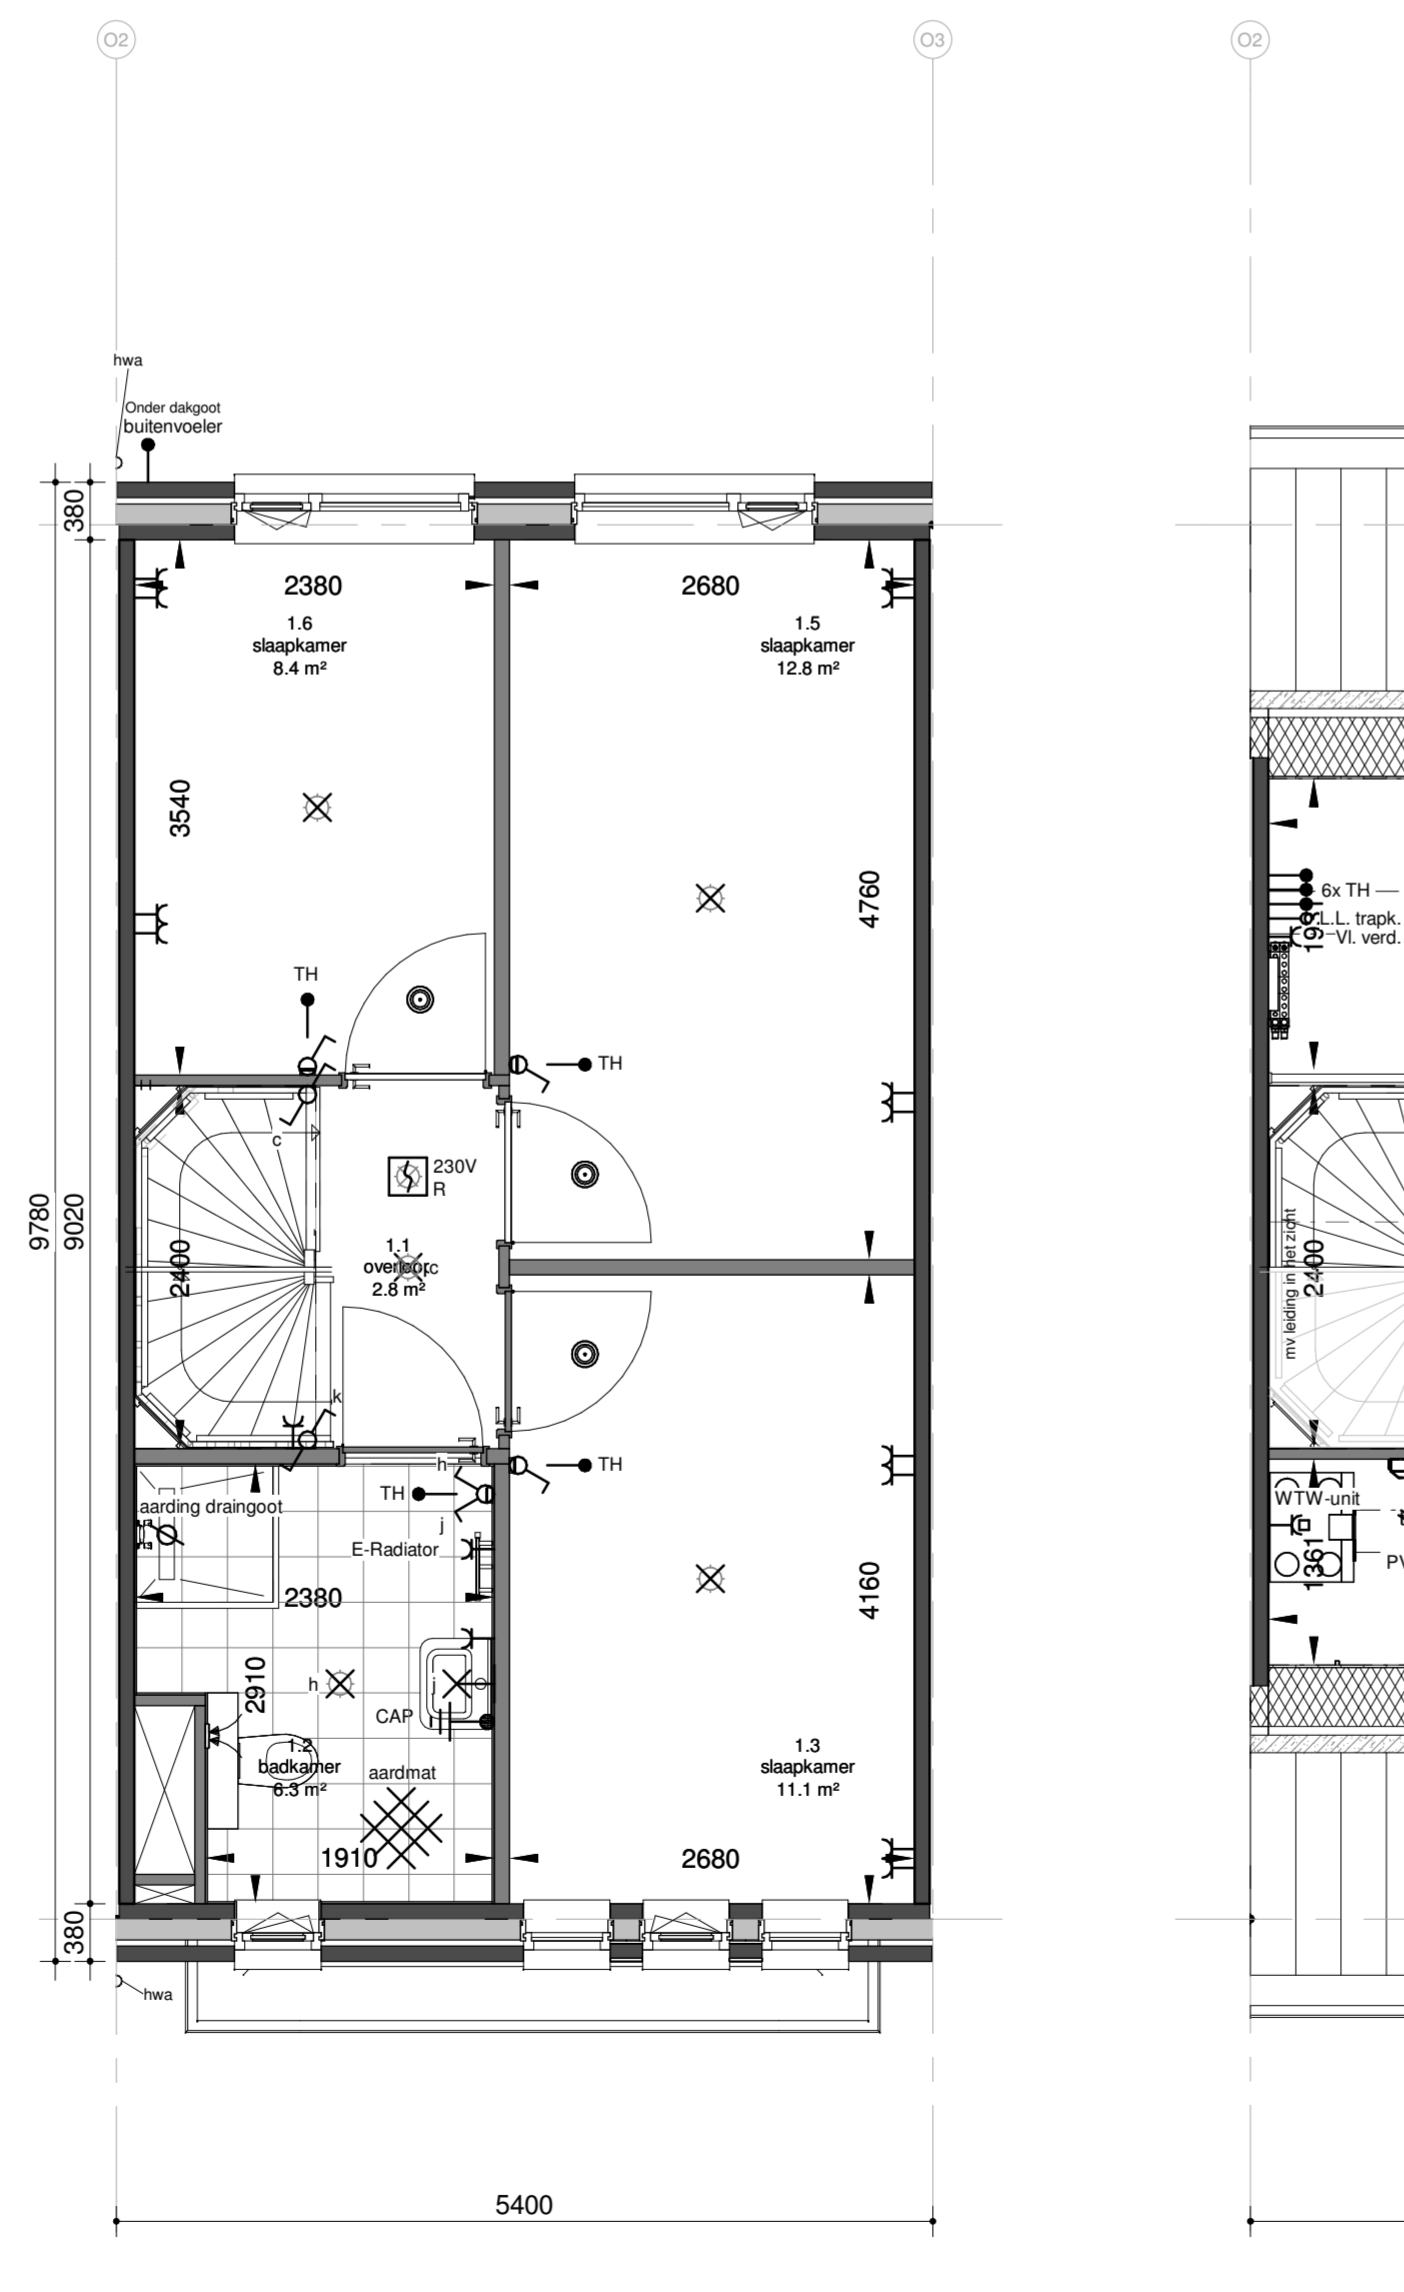 O2
O3
O2
hwa
Onder dakgoot
buitenvoeler
380
2380
2680
1.6
slaapkamer
8.4 m²
1.5
slaapkamer
12.8 m²
3540
4760
6x TH
L.L. trapk.
Vl. verd.
TH
TH
c
230V
R
9780
9020
2400
1.1
overloop
c
2.8 m²
mv leiding in het zicht
2400
k
h
TH
TH
j
aarding draingoot
E-Radiator
WTW-unit
2380
4160
1361
PV
2910
h
j
CAP
1.2
badkamer
6.3 m²
aardmat
1.3
slaapkamer
11.1 m²
1910
2680
380
hwa
5400